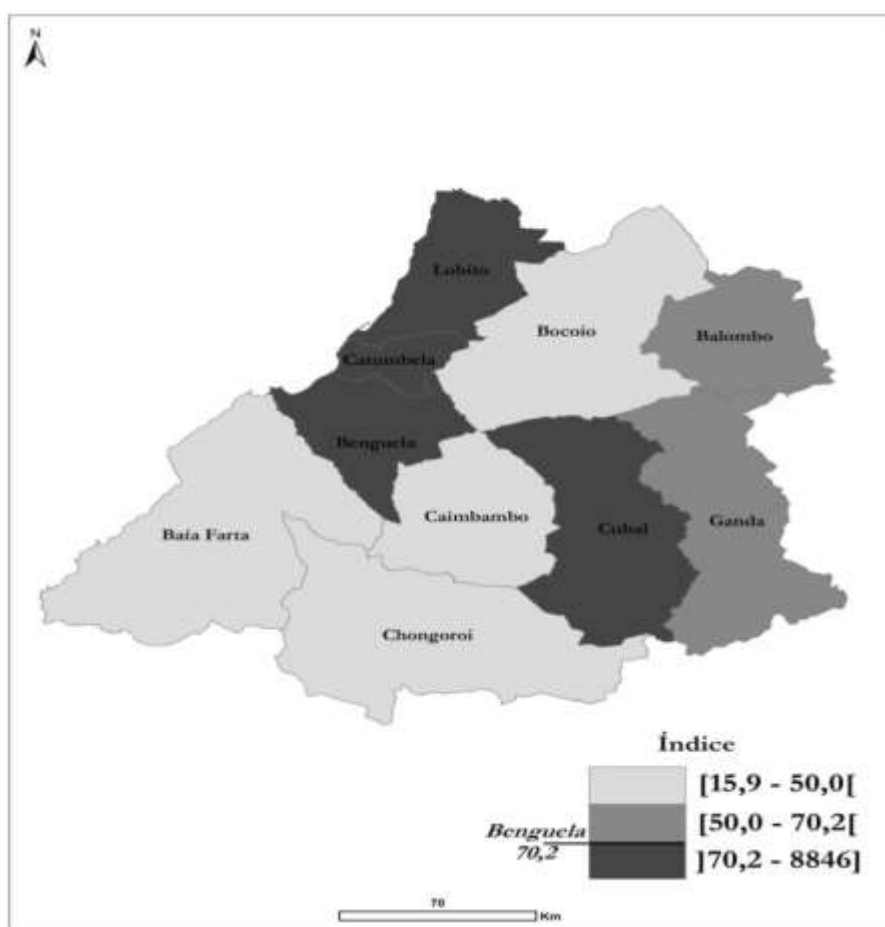 N
Lobito
Bocoio
Balombo
Catumbela
Benguela
Caimbambo
Cubal
Ganda
Baía Farta
Chongoroi
Índice
[15,9 - 50,0[
[50,0 - 70,2[
Benguela
70,2
]70,2 - 8846]
70
Km